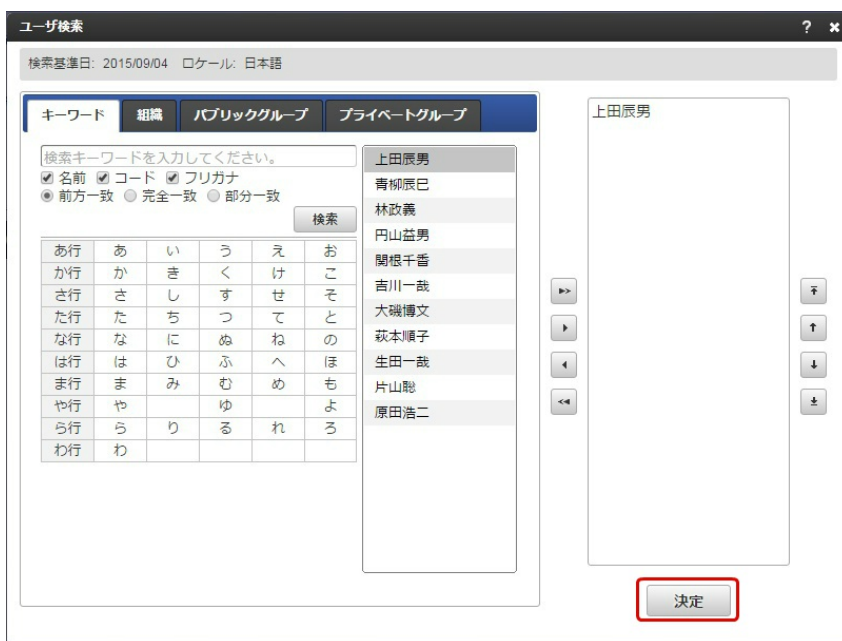 ユーザ検索
? ×
検索基準日: 2015/09/04 ロケール: 日本語
キーワード 組織 パブリックグループ プライベートグループ
検索キーワードを入力してください。
名前 コード フリガナ
前方一致 完全一致 部分一致
検索
あ行 あ い う え お
か行 か き く け こ
さ行 さ し す せ そ
た行 た ち つ て と
な行 な に ぬ ね の
は行 は ひ ふ へ ほ
ま行 ま み む め も
や行 や ゆ よ
ら行 ら り る れ ろ
わ行 わ
上田辰男
青柳辰巳
林政義
円山益男
関根千香
吉川一哉
大磯博文
萩本順子
生田一哉
片山聡
原田浩二
上田辰男
決定